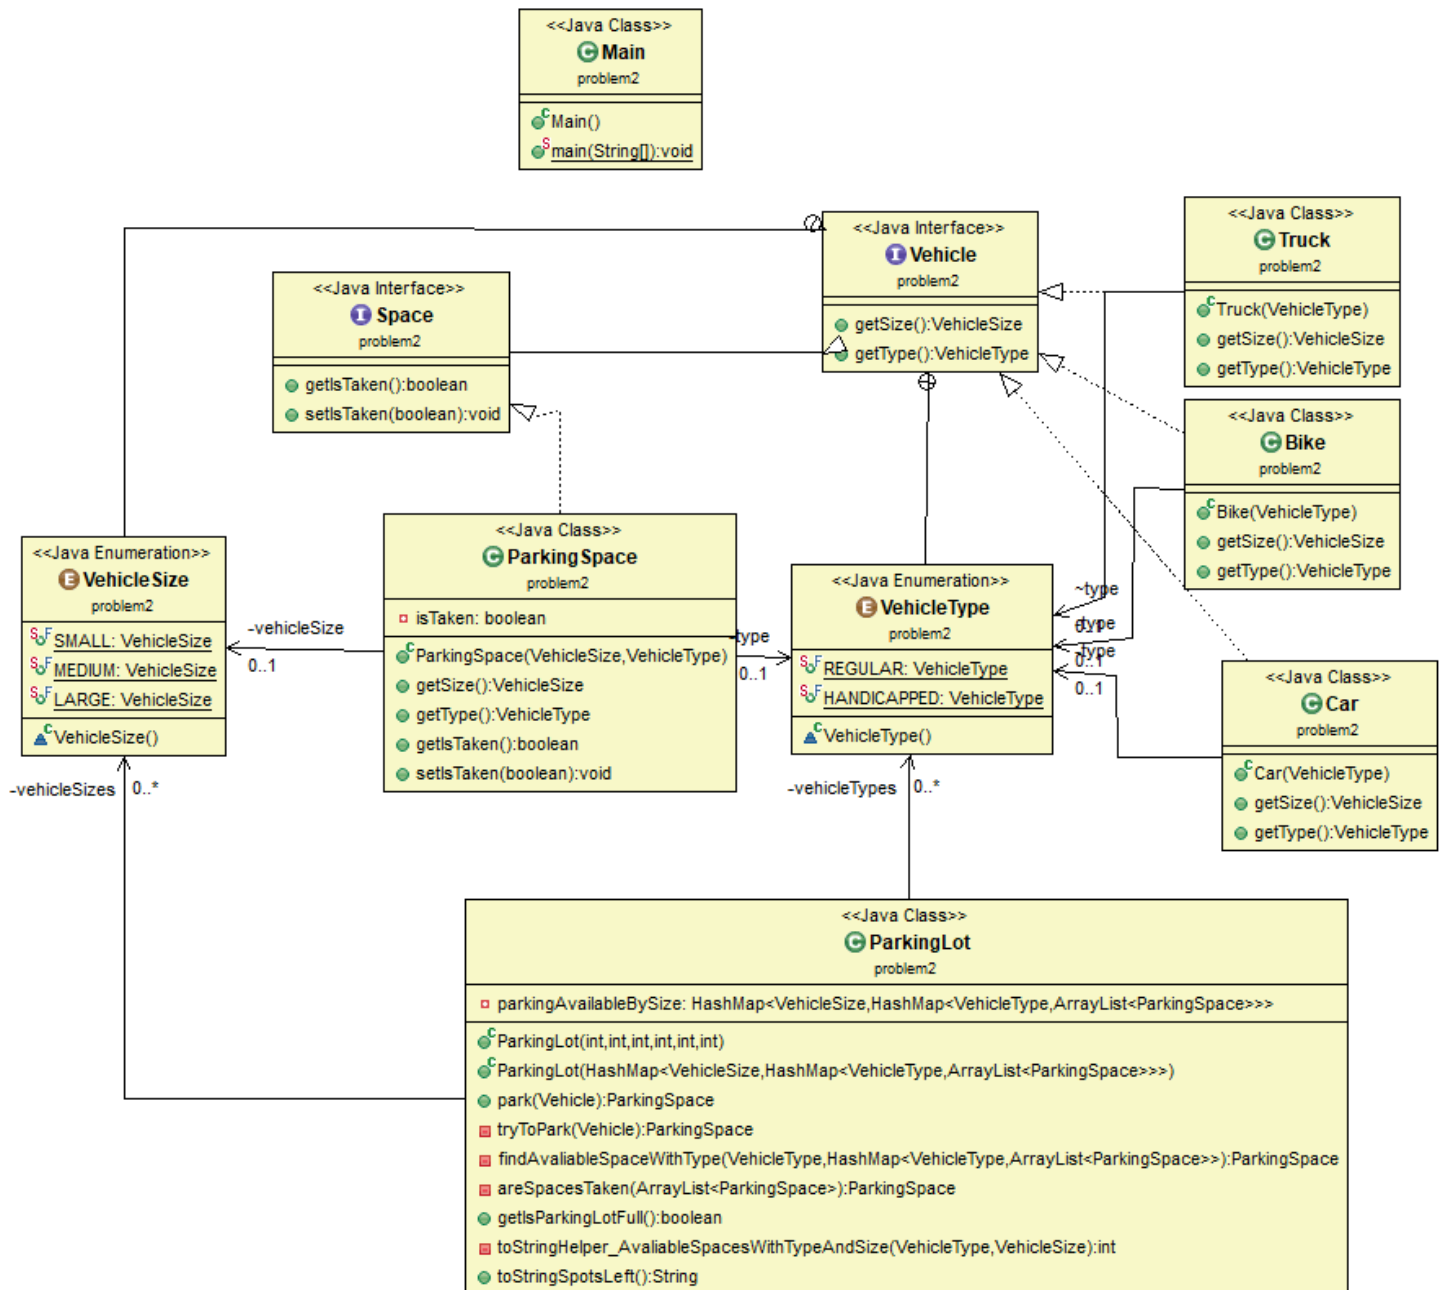 <<Java Class>>
Main
problem2
Main()
main(String[]):void
<<Java Interface>>
Vehicle
problem2
getSize():VehicleSize
getType():VehicleType
<<Java Class>>
Truck
problem2
Truck(VehicleType)
getSize():VehicleSize
getType():VehicleType
<<Java Interface>>
Space
problem2
getIsTaken():boolean
setIsTaken(boolean):void
<<Java Class>>
Bike
problem2
Bike(VehicleType)
getSize():VehicleSize
getType():VehicleType
<<Java Enumeration>>
VehicleSize
problem2
SMALL: VehicleSize
MEDIUM: VehicleSize
LARGE: VehicleSize
VehicleSize()
-vehicleSize
0..1
<<Java Class>>
ParkingSpace
problem2
isTaken: boolean
ParkingSpace(VehicleSize,VehicleType)
getSize():VehicleSize
getType():VehicleType
getIsTaken():boolean
setIsTaken(boolean):void
-type
0..1
<<Java Enumeration>>
VehicleType
problem2
REGULAR: VehicleType
HANDICAPPED: VehicleType
VehicleType()
~type
0..1
~type
0..1
~type
0..1
<<Java Class>>
Car
problem2
Car(VehicleType)
getSize():VehicleSize
getType():VehicleType
-vehicleSizes
0..*
-vehicleTypes
0..*
<<Java Class>>
ParkingLot
problem2
parkingAvailableBySize: HashMap<VehicleSize,HashMap<VehicleType,ArrayList<ParkingSpace>>>
ParkingLot(int,int,int,int,int,int)
ParkingLot(HashMap<VehicleSize,HashMap<VehicleType,ArrayList<ParkingSpace>>>)
park(Vehicle):ParkingSpace
tryToPark(Vehicle):ParkingSpace
findAvaliableSpaceWithType(VehicleType,HashMap<VehicleType,ArrayList<ParkingSpace>>):ParkingSpace
areSpacesTaken(ArrayList<ParkingSpace>):ParkingSpace
getIsParkingLotFull():boolean
toStringHelper_AvaliableSpacesWithTypeAndSize(VehicleType,VehicleSize):int
toStringSpotsLeft():String